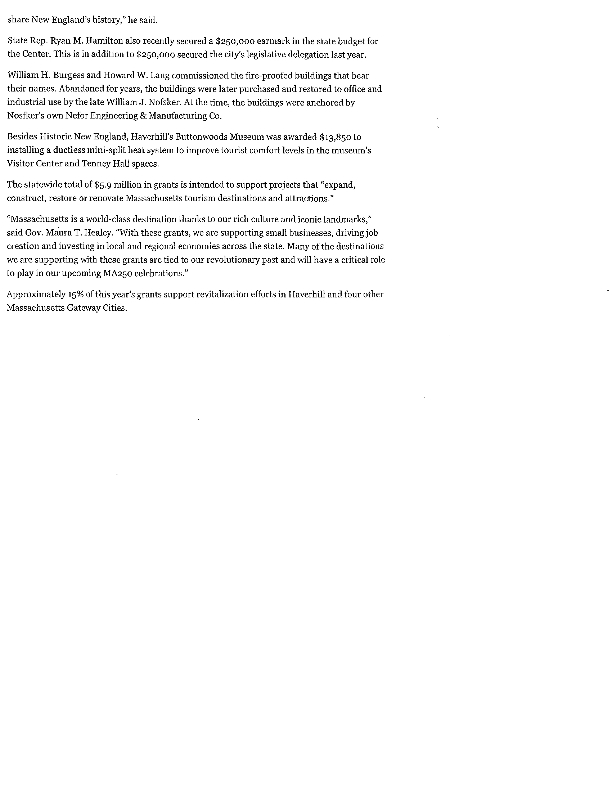 share New England's history," he said.
State Rep. Ryan M. Hamilton also recently secured a $250,000 earmark in the state budget for
the Center. This is in addition to $250,000 secured the city's legislative delegation last year.
William H. Burgess and Howard W. Lang commissioned the fire-proofed buildings that bear
their names. Abandoned for years, the buildings were later purchased and restored to office and
industrial use by the late William J. Nofsker. At the time, the buildings were anchored by
Nosfker's own Nefor Engineering & Manufacturing Co.
Besides Historic New England, Haverhill's Buttonwoods Museum was awarded $13,850 to
installing a ductless mini-split heat system to improve tourist comfort levels in the museum's
Visitor Center and Tenney Hall spaces.
The statewide total of $5.9 million in grants is intended to support projects that "expand,
construct, restore or renovate Massachusetts tourism destinations and attractions."
"Massachusetts is a world-class destination thanks to our rich culture and iconic landmarks,"
said Gov. Maura T. Healey. "With these grants, we are supporting small businesses, driving job
creation and investing in local and regional economies across the state. Many of the destinations
we are supporting with these grants are tied to our revolutionary past and will have a critical role
to play in our upcoming MA250 celebrations."
Approximately 15% of this year's grants support revitalization efforts in Haverhill and four other
Massachusetts Gateway Cities.